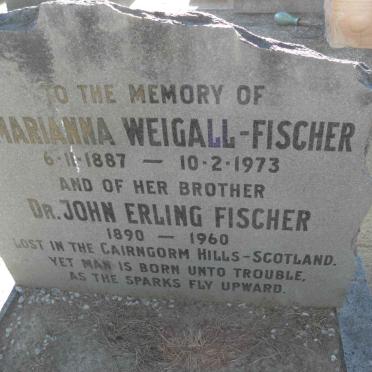 TO THE MEMORY OF
MARIANNA WEIGALL-FISCHER
6·11·1887 — 10·2·1973
AND OF HER BROTHER
DR. JOHN ERLING FISCHER
1890 — 1960
LOST IN THE CAIRNGORM HILLS-SCOTLAND.
YET MAN IS BORN UNTO TROUBLE,
AS THE SPARKS FLY UPWARD.